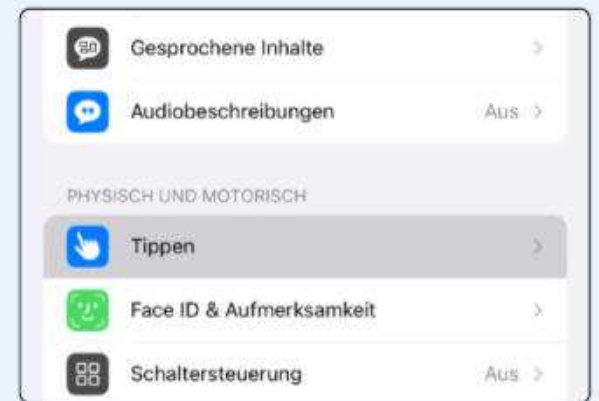 Gesprochene Inhalte
Audiobeschreibungen Aus
PHYSISCH UND MOTORISCH
Tippen
Face ID & Aufmerksamkeit
Schaltersteuerung Aus